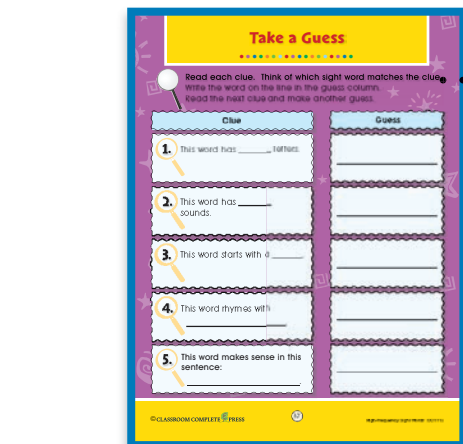 Take a Guess
Read each clue. Think of which sight word matches the clue.
Write the word on the line in the guess column.
Read the next clue and make another guess.
Clue
Guess
1. This word has ______ letters.
2. This word has ______
sounds.
3. This word starts with a ______.
4. This word rhymes with
______
5. This word makes sense in this
sentence:
______.
©CLASSROOM COMPLETE PRESS